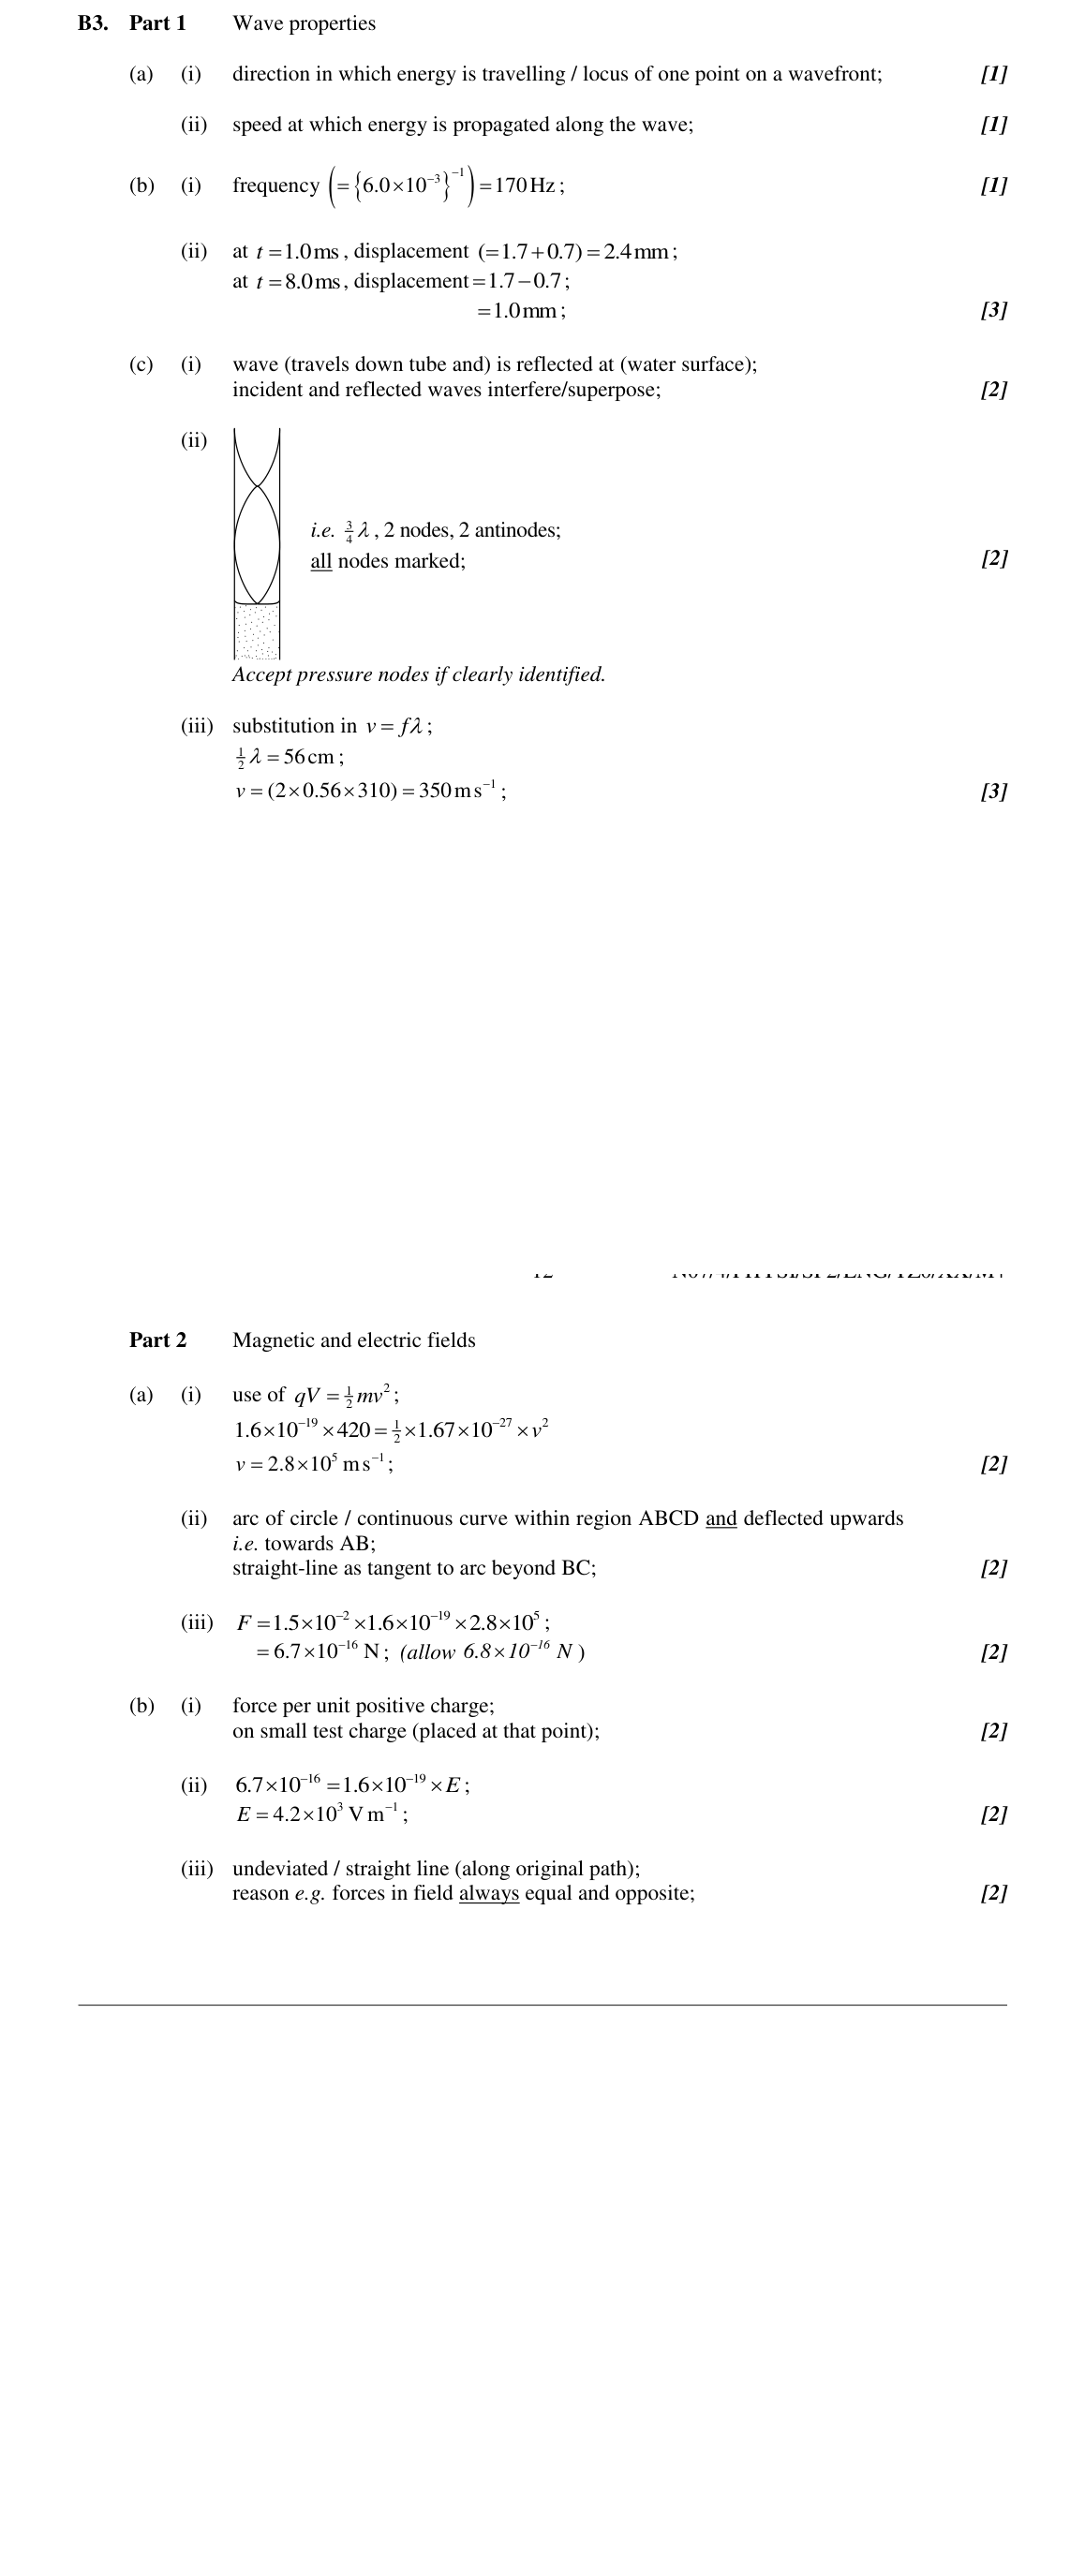 B3. Part 1 Wave properties
(a) (i) direction in which energy is travelling / locus of one point on a wavefront; [1]
(ii) speed at which energy is propagated along the wave; [1]
(b) (i) frequency (= {6.0×10⁻³}⁻¹) = 170 Hz ; [1]
(ii) at t = 1.0 ms , displacement (= 1.7 + 0.7) = 2.4 mm ;
at t = 8.0 ms , displacement = 1.7 − 0.7 ;
= 1.0 mm ; [3]
(c) (i) wave (travels down tube and) is reflected at (water surface);
incident and reflected waves interfere/superpose; [2]
(ii)
i.e. ¾ λ , 2 nodes, 2 antinodes;
all nodes marked; [2]
Accept pressure nodes if clearly identified.
(iii) substitution in v = fλ ;
½ λ = 56 cm ;
v = (2×0.56×310) = 350 m s⁻¹ ; [3]
Part 2 Magnetic and electric fields
(a) (i) use of qV = ½ mv² ;
1.6×10⁻¹⁹ × 420 = ½ × 1.67×10⁻²⁷ × v²
v = 2.8×10⁵ m s⁻¹ ; [2]
(ii) arc of circle / continuous curve within region ABCD and deflected upwards
i.e. towards AB;
straight-line as tangent to arc beyond BC; [2]
(iii) F = 1.5×10⁻² × 1.6×10⁻¹⁹ × 2.8×10⁵ ;
= 6.7×10⁻¹⁶ N ; (allow 6.8×10⁻¹⁶ N ) [2]
(b) (i) force per unit positive charge;
on small test charge (placed at that point); [2]
(ii) 6.7×10⁻¹⁶ = 1.6×10⁻¹⁹ × E ;
E = 4.2×10³ V m⁻¹ ; [2]
(iii) undeviated / straight line (along original path);
reason e.g. forces in field always equal and opposite; [2]